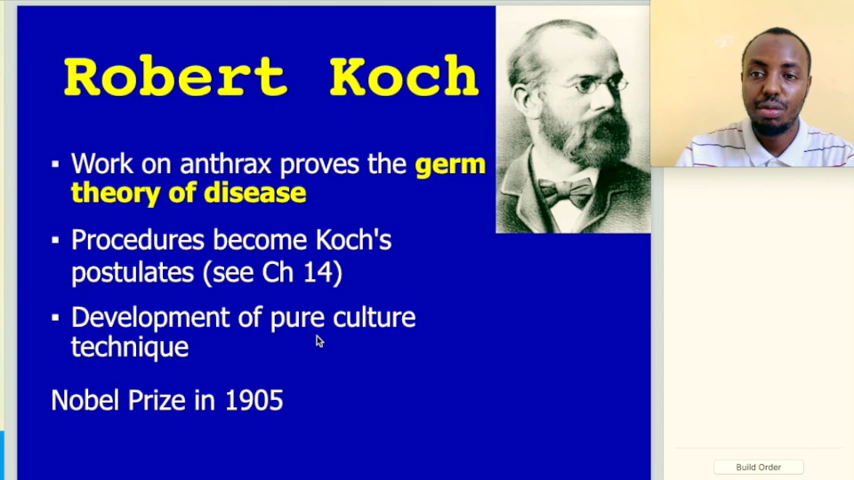 Robert Koch
▪ Work on anthrax proves the germ
theory of disease
▪ Procedures become Koch's
postulates (see Ch 14)
▪ Development of pure culture
technique
Nobel Prize in 1905
Build Order